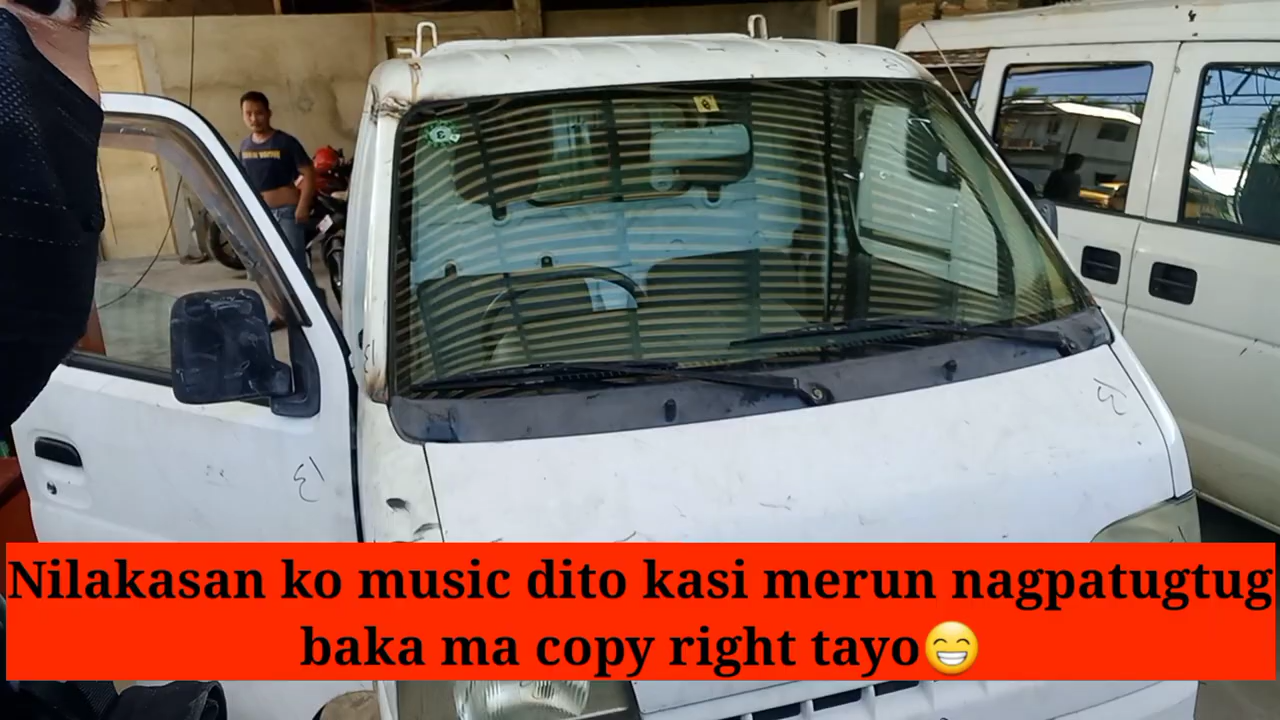 Nilakasan ko music dito kasi merun nagpatugtug
baka ma copy right tayo😁